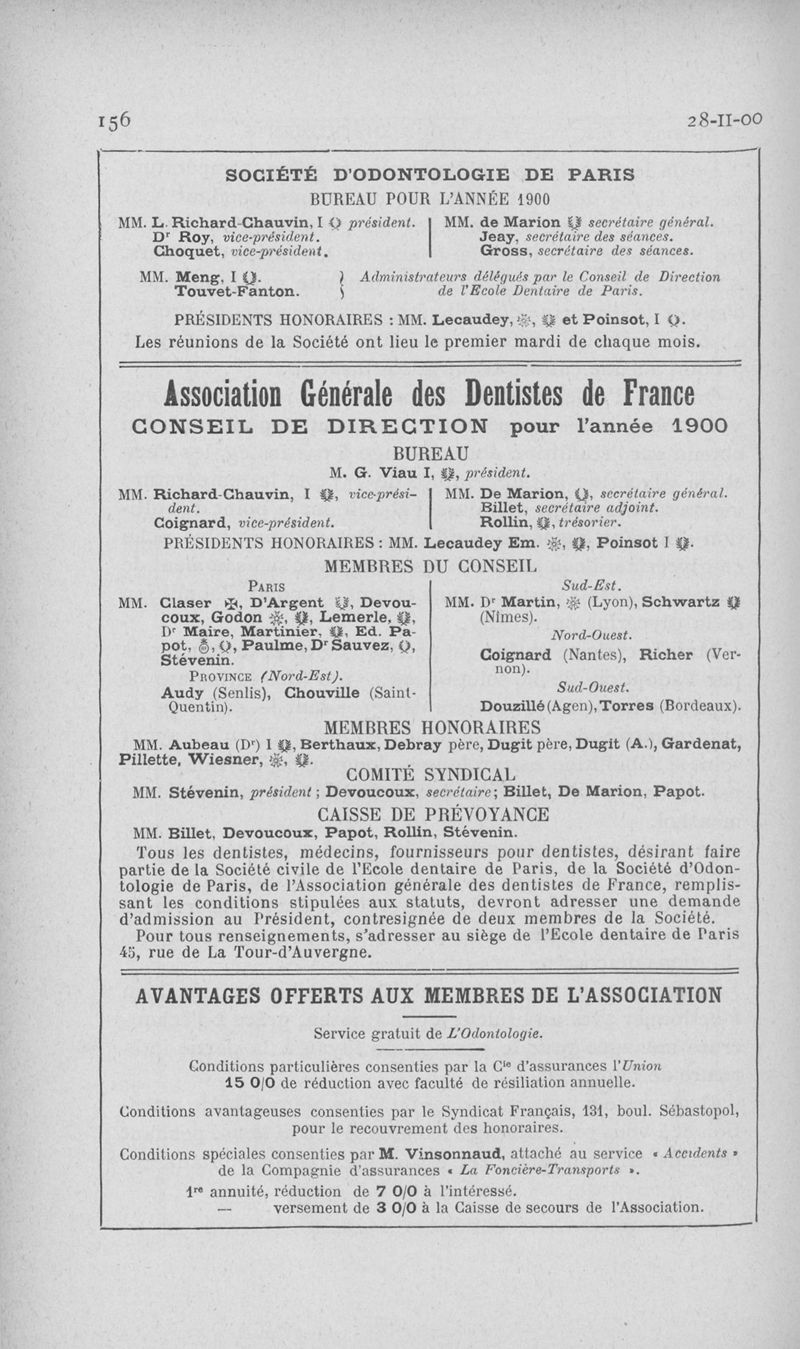 156
28-II-00
SOCIÉTÉ D'ODONTOLOGIE DE PARIS
BUREAU POUR L'ANNÉE 1900
MM. L. Richard-Chauvin, I président.
Dr Roy, vice-président.
Choquet, vice-président.
MM. de Marion secrétaire général.
Jeay, secrétaire des séances.
Gross, secrétaire des séances.
MM. Meng, I
Touvet-Fanton.
Administrateurs délégués par le Conseil de Direction
de l'Ecole Dentaire de Paris.
PRÉSIDENTS HONORAIRES : MM. Lecaudey, et Poinsot, I
Les réunions de la Société ont lieu le premier mardi de chaque mois.
Association Générale des Dentistes de France
CONSEIL DE DIRECTION pour l'année 1900
BUREAU
M. G. Viau I, président.
MM. Richard-Chauvin, I vice-prési-
dent.
Coignard, vice-président.
MM. De Marion, secrétaire général.
Billet, secrétaire adjoint.
Rollin, trésorier.
PRÉSIDENTS HONORAIRES : MM. Lecaudey Em. Poinsot I
MEMBRES DU CONSEIL
PARIS
MM. Claser ✠, D'Argent, Devou-
coux, Godon Lemerle,
Dr Maire, Martinier, Ed. Pa-
pot, Paulme, Dr Sauvez,
Stévenin.
PROVINCE (Nord-Est).
Audy (Senlis), Chouville (Saint-
Quentin).
Sud-Est.
MM. Dr Martin, (Lyon), Schwartz
(Nîmes).
Nord-Ouest.
Coignard (Nantes), Richer (Ver-
non).
Sud-Ouest.
Douzillé (Agen), Torres (Bordeaux).
MEMBRES HONORAIRES
MM. Aubeau (Dr) I Berthaux, Debray père, Dugit père, Dugit (A.), Gardenat,
Pillette, Wiesner,
COMITÉ SYNDICAL
MM. Stévenin, président ; Devoucoux, secrétaire ; Billet, De Marion, Papot.
CAISSE DE PRÉVOYANCE
MM. Billet, Devoucoux, Papot, Rollin, Stévenin.
Tous les dentistes, médecins, fournisseurs pour dentistes, désirant faire
partie de la Société civile de l'Ecole dentaire de Paris, de la Société d'Odon-
tologie de Paris, de l'Association générale des dentistes de France, remplis-
sant les conditions stipulées aux statuts, devront adresser une demande
d'admission au Président, contresignée de deux membres de la Société.
Pour tous renseignements, s'adresser au siège de l'Ecole dentaire de Paris
45, rue de La Tour-d'Auvergne.
AVANTAGES OFFERTS AUX MEMBRES DE L'ASSOCIATION
Service gratuit de L'Odontologie.
Conditions particulières consenties par la Cie d'assurances l'Union
15 0/0 de réduction avec faculté de résiliation annuelle.
Conditions avantageuses consenties par le Syndicat Français, 131, boul. Sébastopol,
pour le recouvrement des honoraires.
Conditions spéciales consenties par M. Vinsonnaud, attaché au service « Accidents »
de la Compagnie d'assurances « La Foncière-Transports ».
1re annuité, réduction de 7 0/0 à l'intéressé.
— versement de 3 0/0 à la Caisse de secours de l'Association.